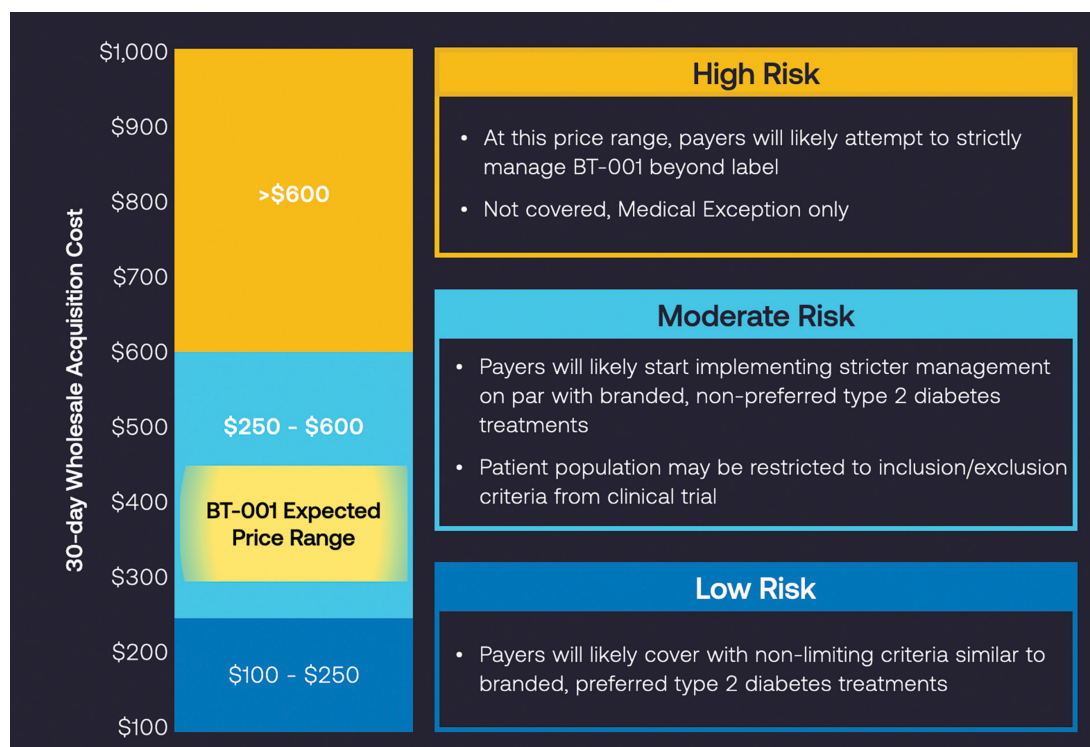 30-day Wholesale Acquisition Cost
$1,000
$900
$800
$700
$600
$500
$400
$300
$200
$100
>$600
$250 - $600
BT-001 Expected
Price Range
$100 - $250
High Risk
• At this price range, payers will likely attempt to strictly
manage BT-001 beyond label
• Not covered, Medical Exception only
Moderate Risk
• Payers will likely start implementing stricter management
on par with branded, non-preferred type 2 diabetes
treatments
• Patient population may be restricted to inclusion/exclusion
criteria from clinical trial
Low Risk
• Payers will likely cover with non-limiting criteria similar to
branded, preferred type 2 diabetes treatments